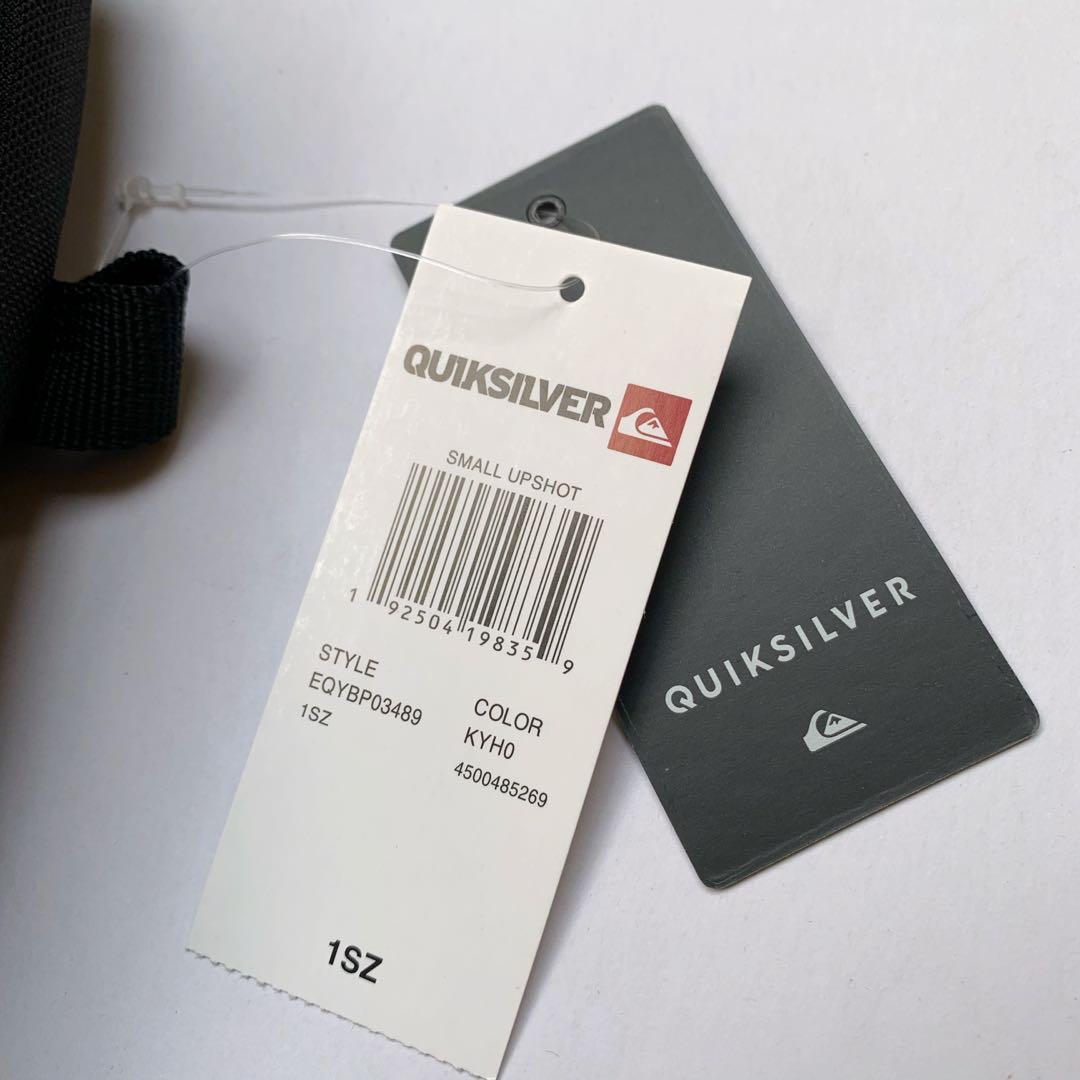 QUIKSILVER
SMALL UPSHOT
1 92504 19835 9
STYLE
EQYBP03489
1SZ
COLOR
KYH0
4500485269
1SZ
QUIKSILVER